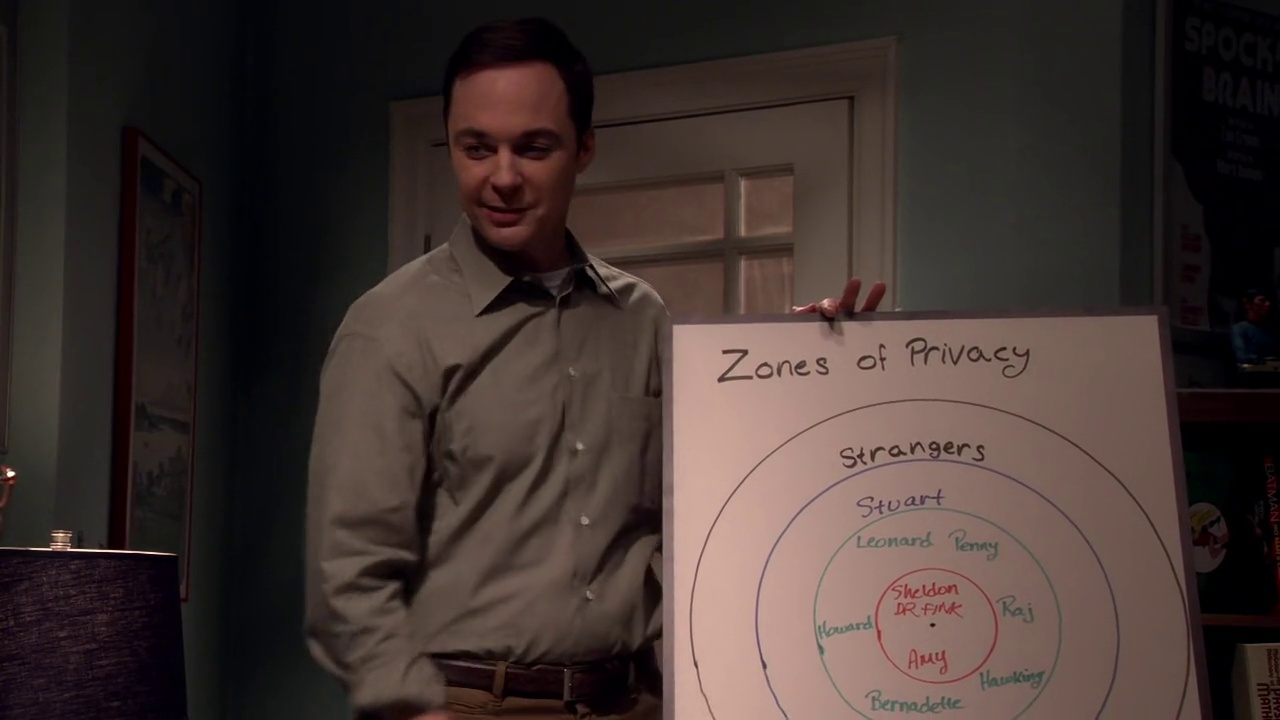 SPOCK'S
BRAIN
Zones of Privacy
Strangers
Stuart
Leonard Penny
Sheldon
DR FINK
Howard
Raj
Amy
Hawking
Bernadette